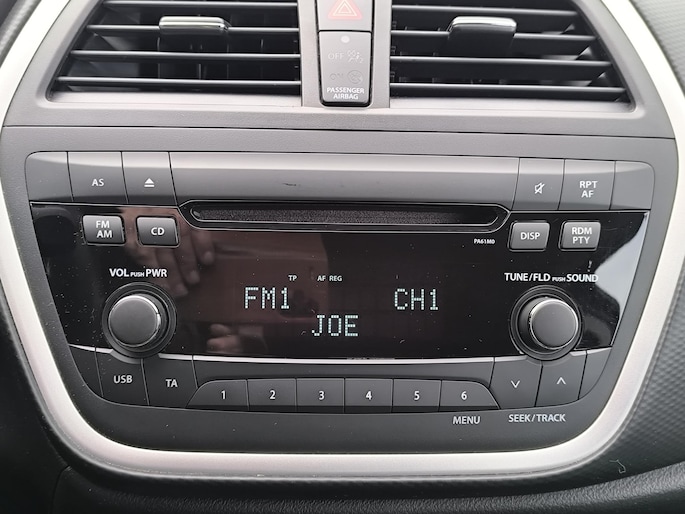 OFF
ON
PASSENGER
AIRBAG
AS
RPT
AF
PA61M0
FM
AM
CD
DISP
RDM
PTY
VOL PUSH PWR
TP AF REG
TUNE/FLD PUSH SOUND
FM1 CH1
JOE
USB
TA
1 2 3 4 5 6
MENU
SEEK/TRACK